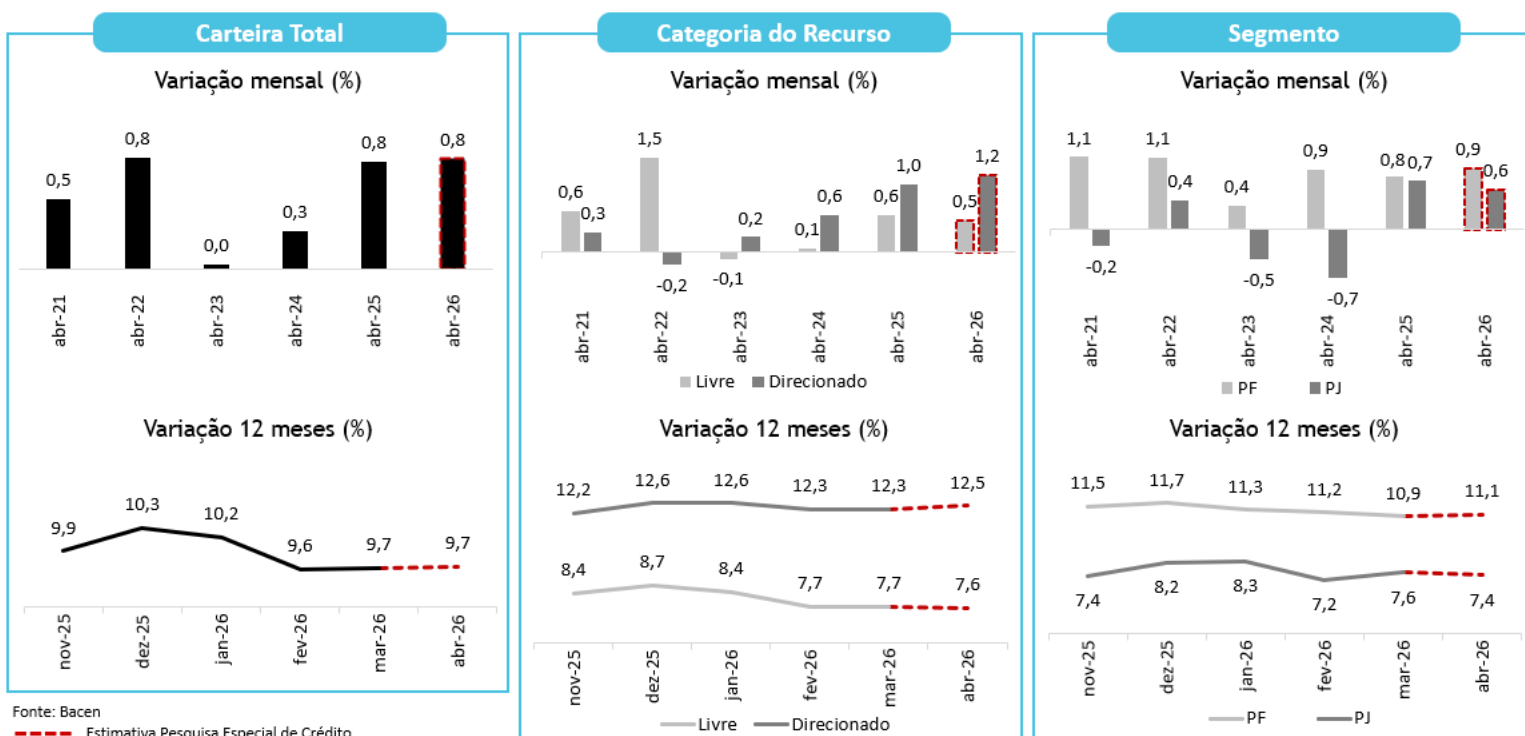 Carteira Total
Variação mensal (%)
0,5
0,8
0,0
0,3
0,8
0,8
abr-21
abr-22
abr-23
abr-24
abr-25
abr-26
Variação 12 meses (%)
9,9
10,3
10,2
9,6
9,7
9,7
nov-25
dez-25
jan-26
fev-26
mar-26
abr-26
Fonte: Bacen
Estimativa Pesquisa Especial de Crédito
Categoria do Recurso
Variação mensal (%)
0,6
0,3
1,5
-0,2
-0,1
0,2
0,1
0,6
0,6
1,0
0,5
1,2
abr-21
abr-22
abr-23
abr-24
abr-25
abr-26
Livre
Direcionado
Variação 12 meses (%)
12,2
12,6
12,6
12,3
12,3
12,5
8,4
8,7
8,4
7,7
7,7
7,6
nov-25
dez-25
jan-26
fev-26
mar-26
abr-26
Livre
Direcionado
Segmento
Variação mensal (%)
1,1
-0,2
1,1
0,4
0,4
-0,5
0,9
-0,7
0,8
0,7
0,9
0,6
abr-21
abr-22
abr-23
abr-24
abr-25
abr-26
PF
PJ
Variação 12 meses (%)
11,5
11,7
11,3
11,2
10,9
11,1
7,4
8,2
8,3
7,2
7,6
7,4
nov-25
dez-25
jan-26
fev-26
mar-26
abr-26
PF
PJ